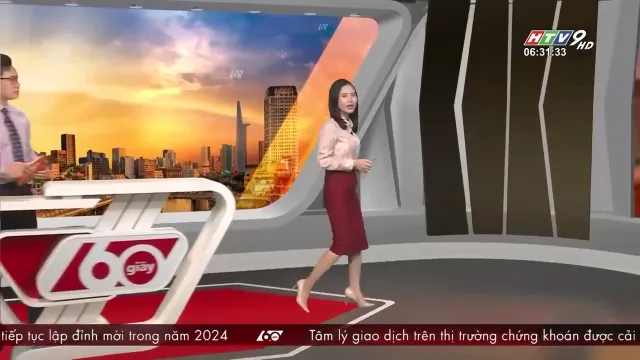 HTV9 HD
06:31:33
60 giây
tiếp tục lập đỉnh mới trong năm 2024 60 Tâm lý giao dịch trên thị trường chứng khoán được cải